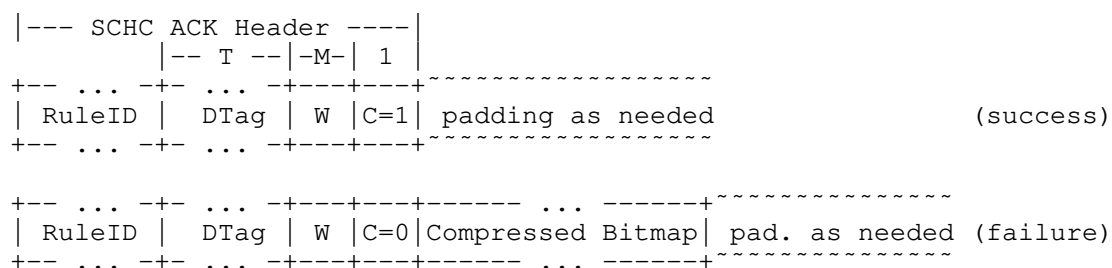 |--- SCHC ACK Header ----|
         |-- T --|-M-| 1 |
+-- ... -+- ... -+---+---+~~~~~~~~~~~~~~~~~~
| RuleID |  DTag | W |C=1| padding as needed                (success)
+-- ... -+- ... -+---+---+~~~~~~~~~~~~~~~~~~

+-- ... -+- ... -+---+---+------ ... ------+~~~~~~~~~~~~~~~
| RuleID |  DTag | W |C=0|Compressed Bitmap| pad. as needed (failure)
+-- ... -+- ... -+---+---+------ ... ------+~~~~~~~~~~~~~~~